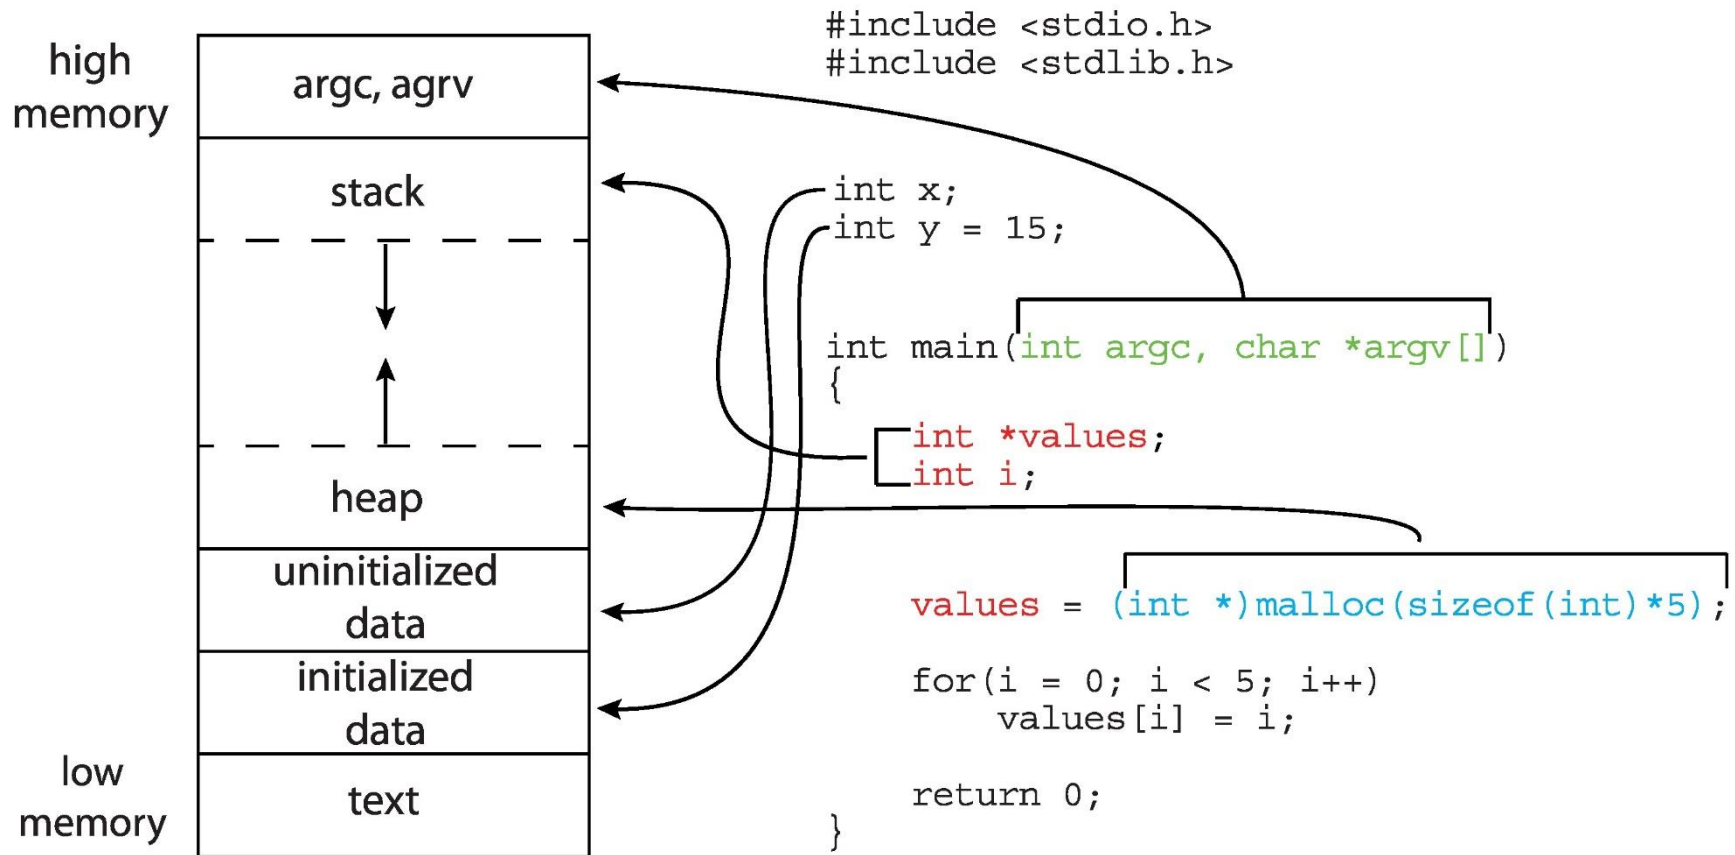 high
memory
argc, agrv
stack
heap
uninitialized
data
initialized
data
low
memory
text
#include <stdio.h>
#include <stdlib.h>
int x;
int y = 15;
int main(int argc, char *argv[])
{
int *values;
int i;
values = (int *)malloc(sizeof(int)*5);
for(i = 0; i < 5; i++)
values[i] = i;
return 0;
}